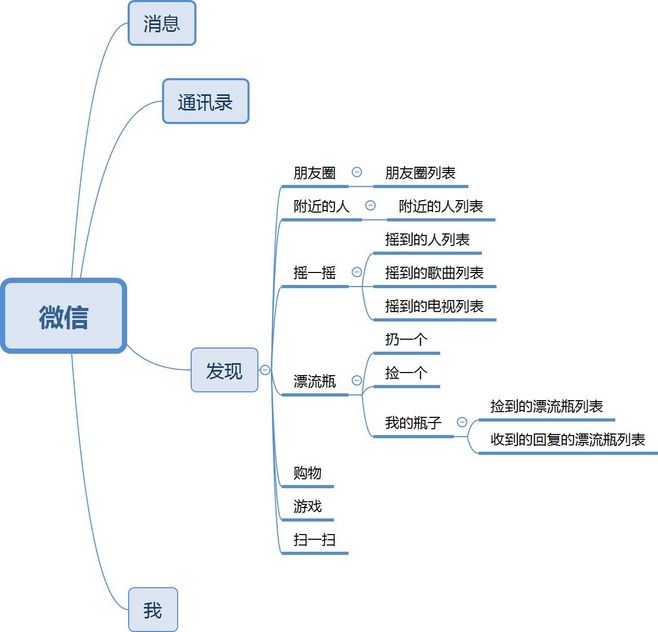 消息
通讯录
微信
发现
朋友圈
朋友圈列表
附近的人
附近的人列表
摇一摇
摇到的人列表
摇到的歌曲列表
摇到的电视列表
漂流瓶
扔一个
捡一个
我的瓶子
捡到的漂流瓶列表
收到的回复的漂流瓶列表
购物
游戏
扫一扫
我